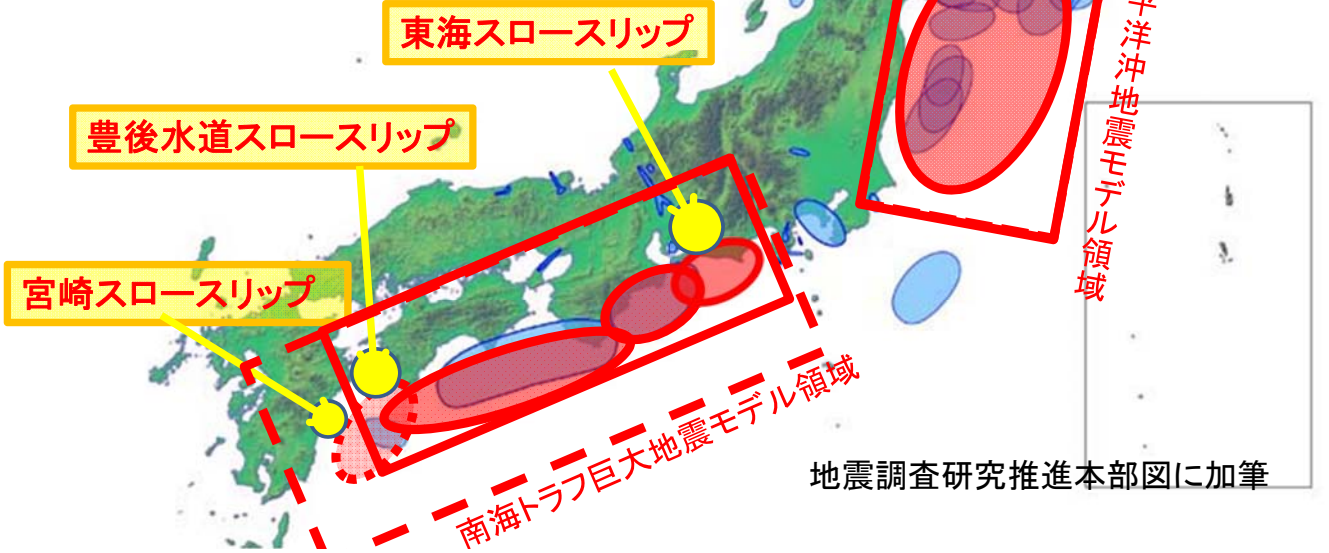 東海スロースリップ
豊後水道スロースリップ
宮崎スロースリップ
平洋沖地震モデル領域
南海トラフ巨大地震モデル領域
地震調査研究推進本部図に加筆